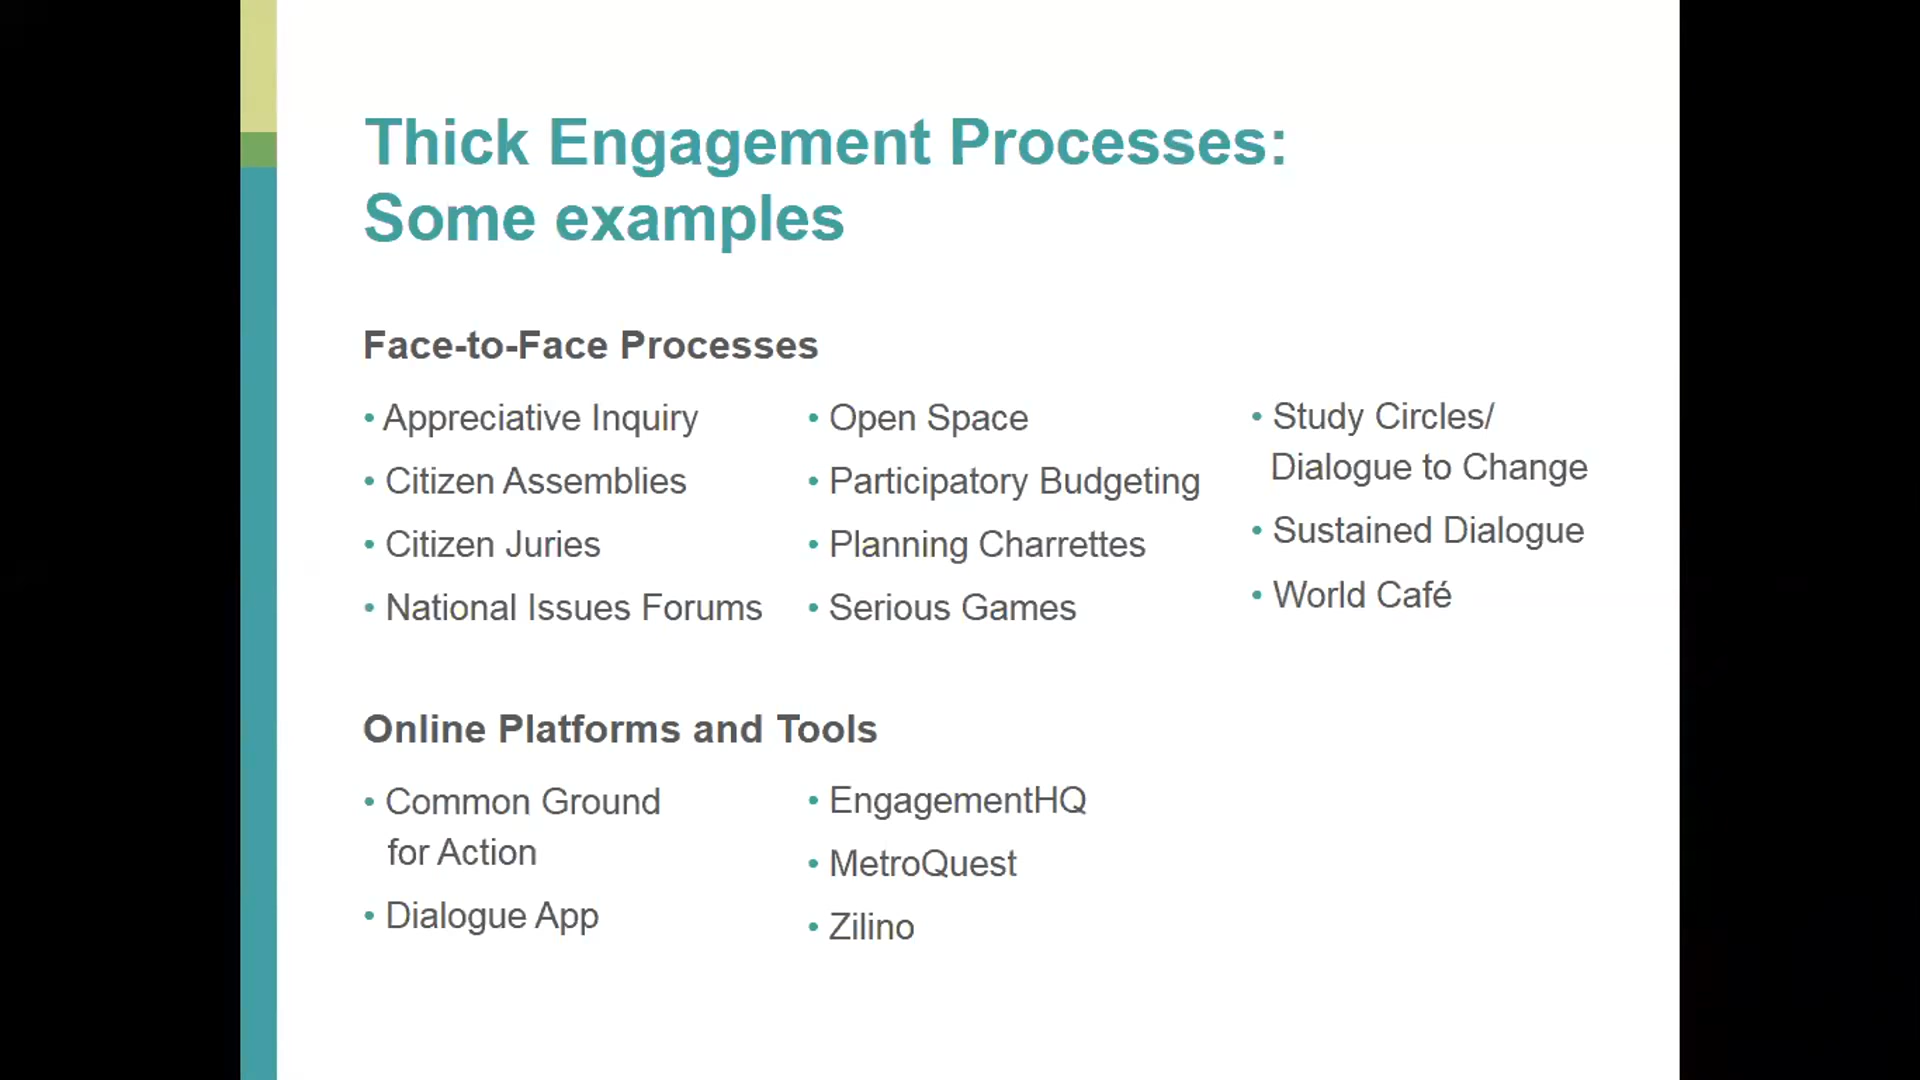 Thick Engagement Processes:
Some examples
Face-to-Face Processes
• Appreciative Inquiry
• Citizen Assemblies
• Citizen Juries
• National Issues Forums
• Open Space
• Participatory Budgeting
• Planning Charrettes
• Serious Games
• Study Circles/
Dialogue to Change
• Sustained Dialogue
• World Café
Online Platforms and Tools
• Common Ground
for Action
• Dialogue App
• EngagementHQ
• MetroQuest
• Zilino